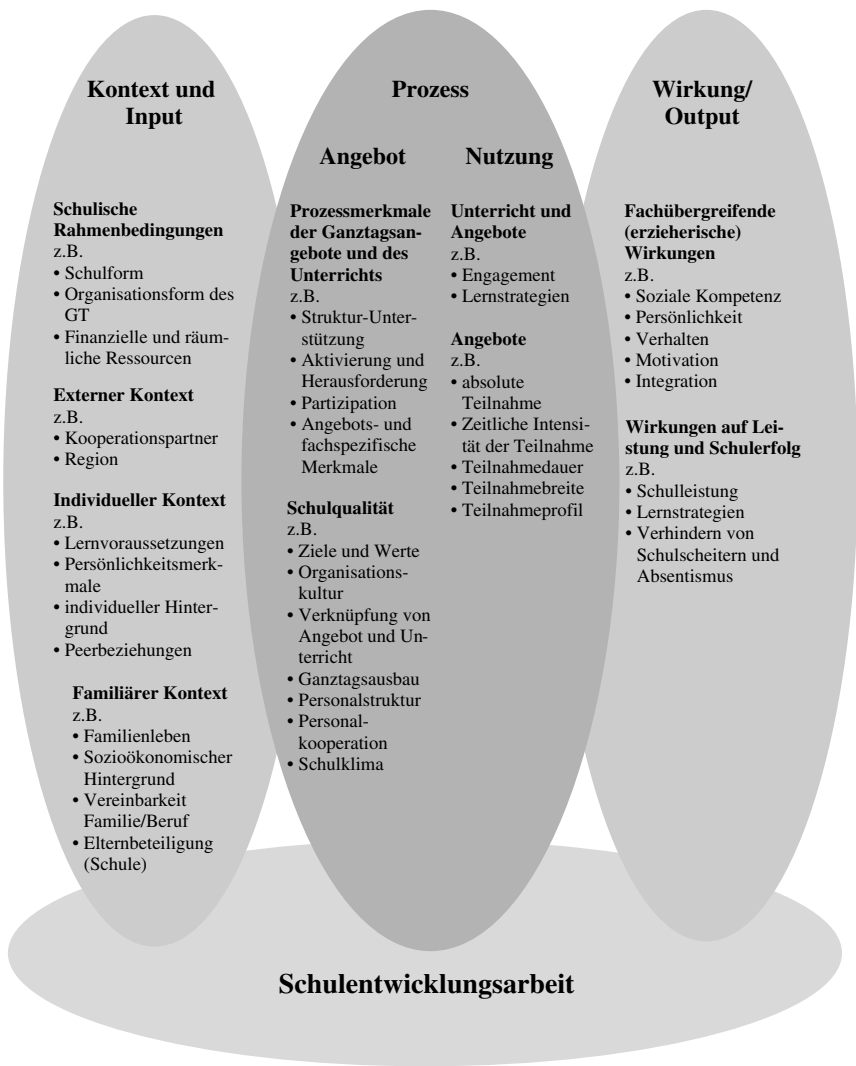 Kontext und
Input
Schulische
Rahmenbedingungen
z.B.
• Schulform
• Organisationsform des
GT
• Finanzielle und räum-
liche Ressourcen
Externer Kontext
z.B.
• Kooperationspartner
• Region
Individueller Kontext
z.B.
• Lernvoraussetzungen
• Persönlichkeitsmerk-
male
• individueller Hinter-
grund
• Peerbeziehungen
Familiärer Kontext
z.B.
• Familienleben
• Sozioökonomischer
Hintergrund
• Vereinbarkeit
Familie/Beruf
• Elternbeteiligung
(Schule)
Prozess
Angebot
Prozessmerkmale
der Ganztagsan-
gebote und des
Unterrichts
z.B.
• Struktur-Unter-
stützung
• Aktivierung und
Herausforderung
• Partizipation
• Angebots- und
fachspezifische
Merkmale
Schulqualität
z.B.
• Ziele und Werte
• Organisations-
kultur
• Verknüpfung von
Angebot und Un-
terricht
• Ganztagsausbau
• Personalstruktur
• Personal-
kooperation
• Schulklima
Nutzung
Unterricht und
Angebote
z.B.
• Engagement
• Lernstrategien
Angebote
z.B.
• absolute
Teilnahme
• Zeitliche Intensi-
tät der Teilnahme
• Teilnahmedauer
• Teilnahmebreite
• Teilnahmeprofil
Wirkung/
Output
Fachübergreifende
(erzieherische)
Wirkungen
z.B.
• Soziale Kompetenz
• Persönlichkeit
• Verhalten
• Motivation
• Integration
Wirkungen auf Lei-
stung und Schulerfolg
z.B.
• Schulleistung
• Lernstrategien
• Verhindern von
Schulscheitern und
Absentismus
Schulentwicklungsarbeit